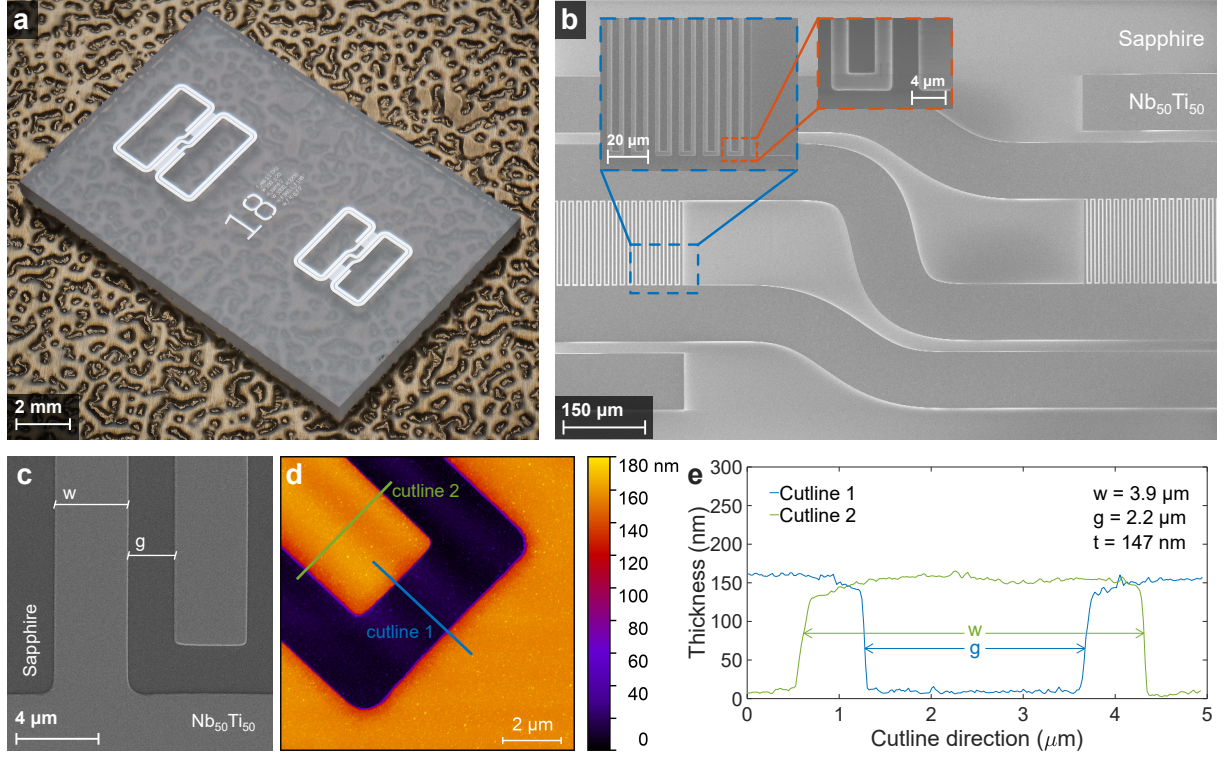 a
18
2 mm
b
Sapphire
Nb50Ti50
20 μm
4 μm
150 μm
c
w
g
Sapphire
4 μm
Nb50Ti50
d
cutline 2
cutline 1
2 μm
180 nm
160
140
120
100
80
60
40
20
0
e
300
250
200
150
100
50
0
Thickness (nm)
Cutline 1
Cutline 2
w = 3.9 μm
g = 2.2 μm
t = 147 nm
w
g
0
1
2
3
4
5
Cutline direction (μm)